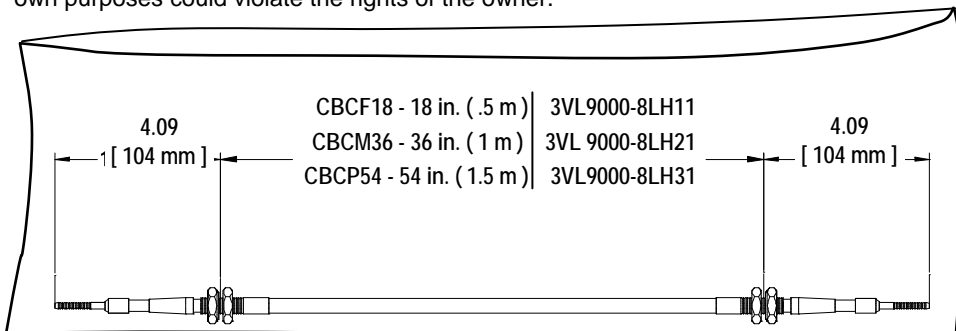 own purposes could violate the rights of the owner.
CBCF18 - 18 in. ( .5 m ) 3VL9000-8LH11
CBCM36 - 36 in. ( 1 m ) 3VL 9000-8LH21
CBCP54 - 54 in. ( 1.5 m ) 3VL9000-8LH31
4.09
[ 104 mm ]
4.09
[ 104 mm ]